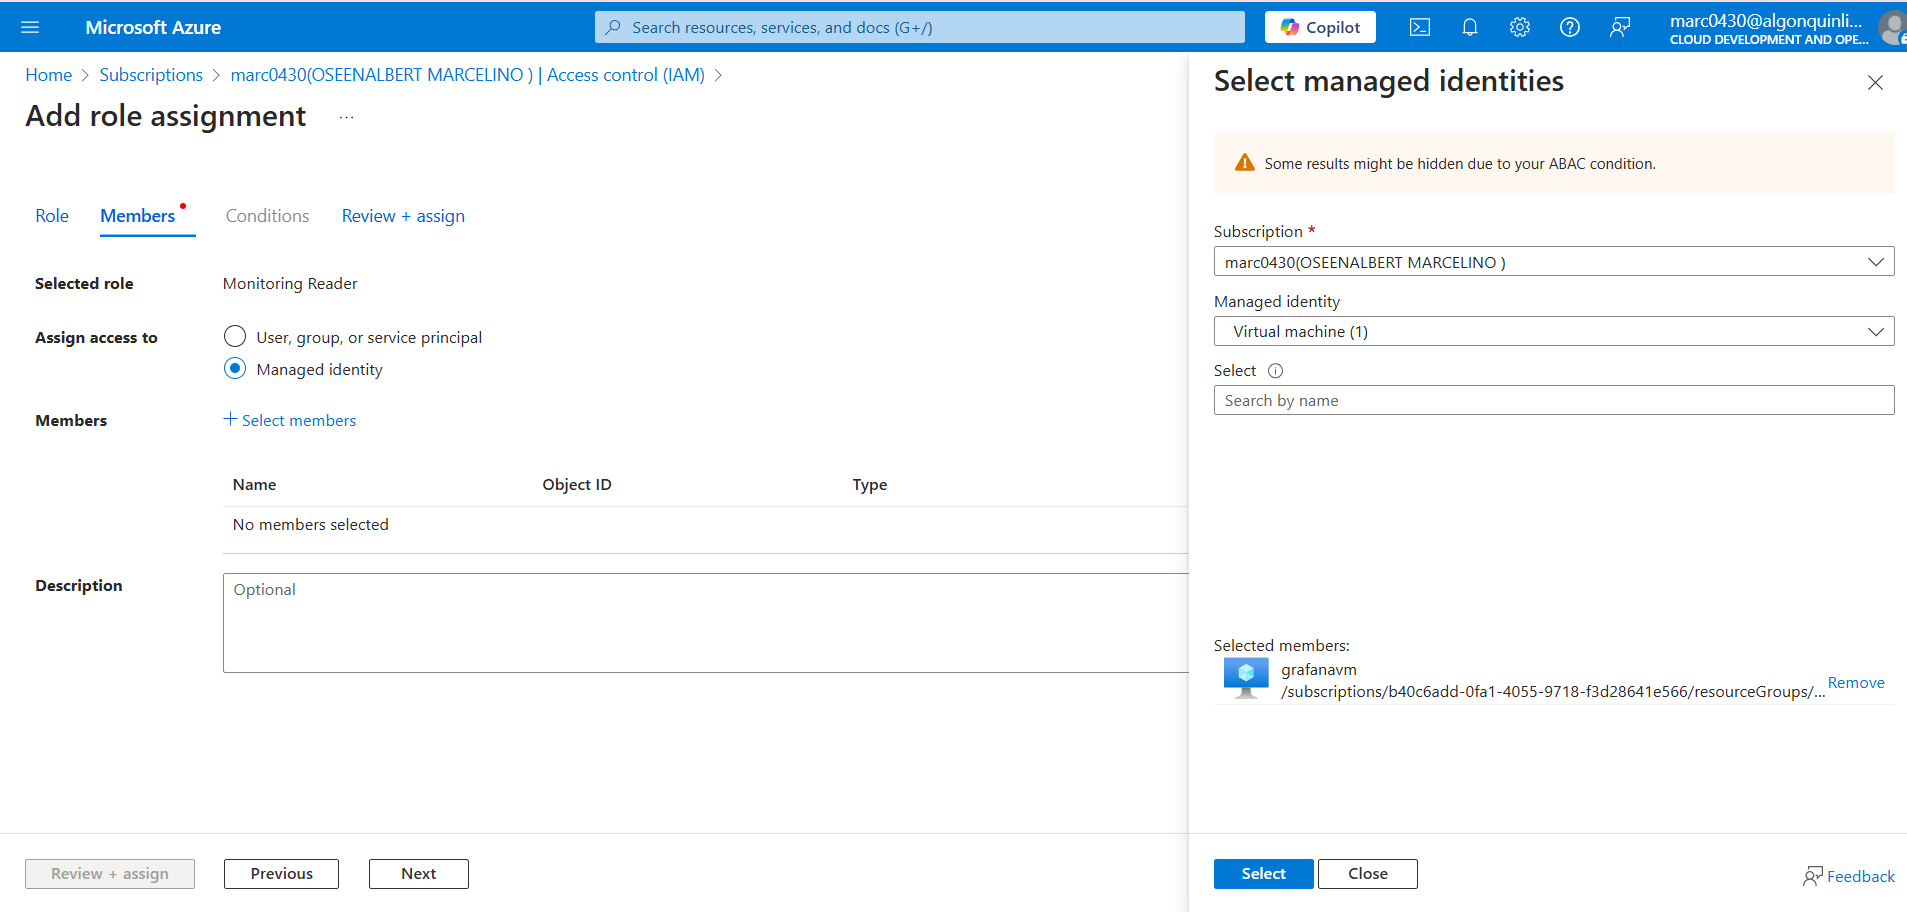 Microsoft Azure
Search resources, services, and docs (G+/)
Copilot
marc0430@algonquinli...
CLOUD DEVELOPMENT AND OPE...
Home > Subscriptions > marc0430(OSEENALBERT MARCELINO ) | Access control (IAM) >
Add role assignment ...
Role Members Conditions Review + assign
Selected role Monitoring Reader
Assign access to User, group, or service principal
Managed identity
Members + Select members
Name Object ID Type
No members selected
Description Optional
Review + assign Previous Next
Select managed identities
Some results might be hidden due to your ABAC condition.
Subscription *
marc0430(OSEENALBERT MARCELINO )
Managed identity
Virtual machine (1)
Select
Search by name
Selected members:
grafanavm
/subscriptions/b40c6add-0fa1-4055-9718-f3d28641e566/resourceGroups/... Remove
Select Close Feedback